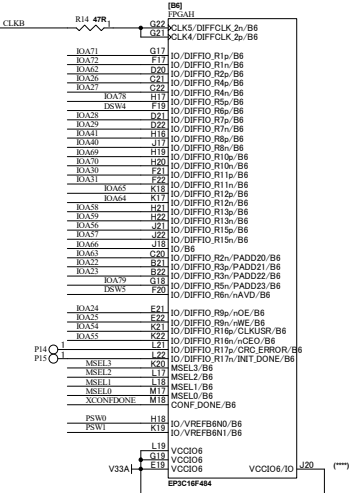 [B6]
FPGAH
CLKB R14 47R 1 G22 CLK5/DIFFCLK_2n/B6
G21 CLK4/DIFFCLK_2p/B6
IOA71 G17 IO/DIFFIO_R1p/B6
IOA72 F17 IO/DIFFIO_R1n/B6
IOA62 D20 IO/DIFFIO_R2p/B6
IOA26 C21 IO/DIFFIO_R4p/B6
IOA27 C22 IO/DIFFIO_R4n/B6
IOA78 H17 IO/DIFFIO_R5p/B6
DSW4 F19 IO/DIFFIO_R6p/B6
IOA28 D21 IO/DIFFIO_R7p/B6
IOA29 D22 IO/DIFFIO_R7n/B6
IOA41 H16 IO/DIFFIO_R8p/B6
IOA40 J17 IO/DIFFIO_R8n/B6
IOA69 H19 IO/DIFFIO_R10p/B6
IOA70 H20 IO/DIFFIO_R10n/B6
IOA30 F21 IO/DIFFIO_R11p/B6
IOA31 F22 IO/DIFFIO_R11n/B6
IOA65 K18 IO/DIFFIO_R12p/B6
IOA64 K17 IO/DIFFIO_R12n/B6
IOA58 H21 IO/DIFFIO_R13p/B6
IOA59 H22 IO/DIFFIO_R13n/B6
IOA56 J21 IO/DIFFIO_R15p/B6
IOA57 J22 IO/DIFFIO_R15n/B6
IOA66 J18 IO/B6
IOA63 C20 IO/DIFFIO_R2n/PADD20/B6
IOA22 B21 IO/DIFFIO_R3p/PADD21/B6
IOA23 B22 IO/DIFFIO_R3n/PADD22/B6
IOA79 G18 IO/DIFFIO_R5n/PADD23/B6
DSW5 F20 IO/DIFFIO_R6n/nAVD/B6
IOA24 E21 IO/DIFFIO_R9p/nOE/B6
IOA25 E22 IO/DIFFIO_R9n/nWE/B6
IOA54 K21 IO/DIFFIO_R16p/CLKUSR/B6
IOA55 K22 IO/DIFFIO_R16n/nCEO/B6
P14 1 L21 IO/DIFFIO_R17p/CRC_ERROR/B6
P15 1 L22 IO/DIFFIO_R17n/INIT_DONE/B6
MSEL3 K20 MSEL3/B6
MSEL2 L17 MSEL2/B6
MSEL1 L18 MSEL1/B6
MSEL0 M17 MSEL0/B6
XCONFDONE M18 CONF_DONE/B6
PSW0 H18 IO/VREFB6N0/B6
PSW1 K19 IO/VREFB6N1/B6
L19 VCCIO6
G19 VCCIO6
V33A E19 VCCIO6 VCCIO6/IO J20 (****)
EP3C16F484